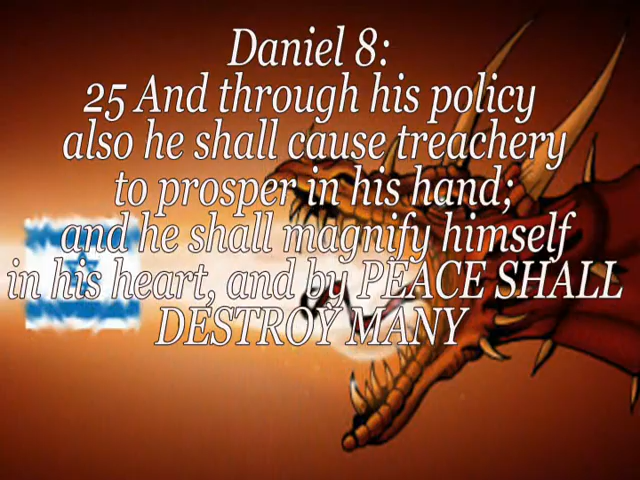 Daniel 8:
25 And through his policy
also he shall cause treachery
to prosper in his hand;
and he shall magnify himself
in his heart, and by PEACE SHALL
DESTROY MANY